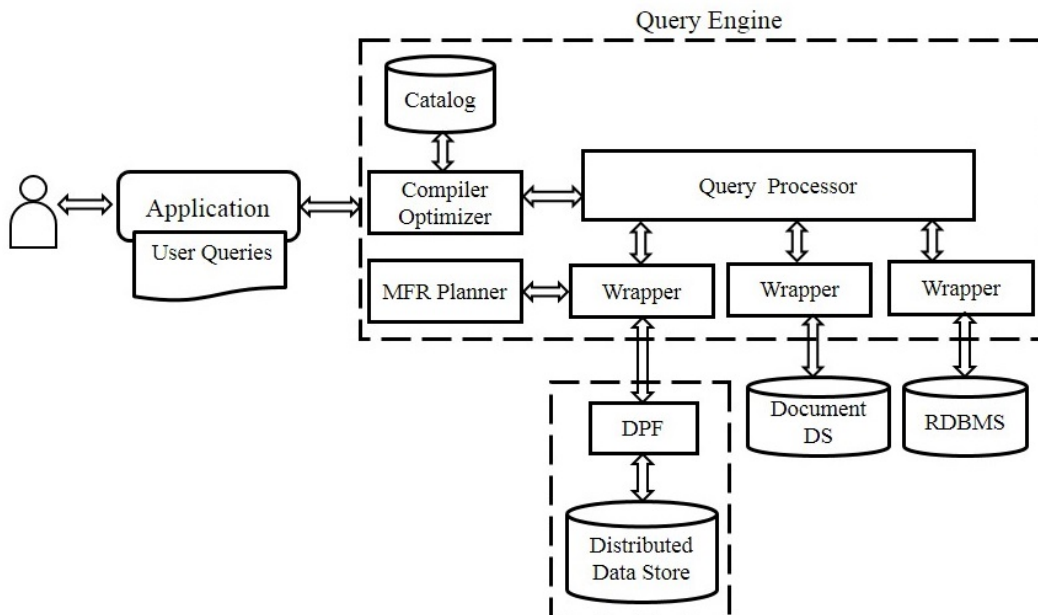 Query Engine
Catalog
Compiler
Optimizer
Query Processor
Application
User Queries
MFR Planner
Wrapper
Wrapper
Wrapper
DPF
Document
DS
RDBMS
Distributed
Data Store